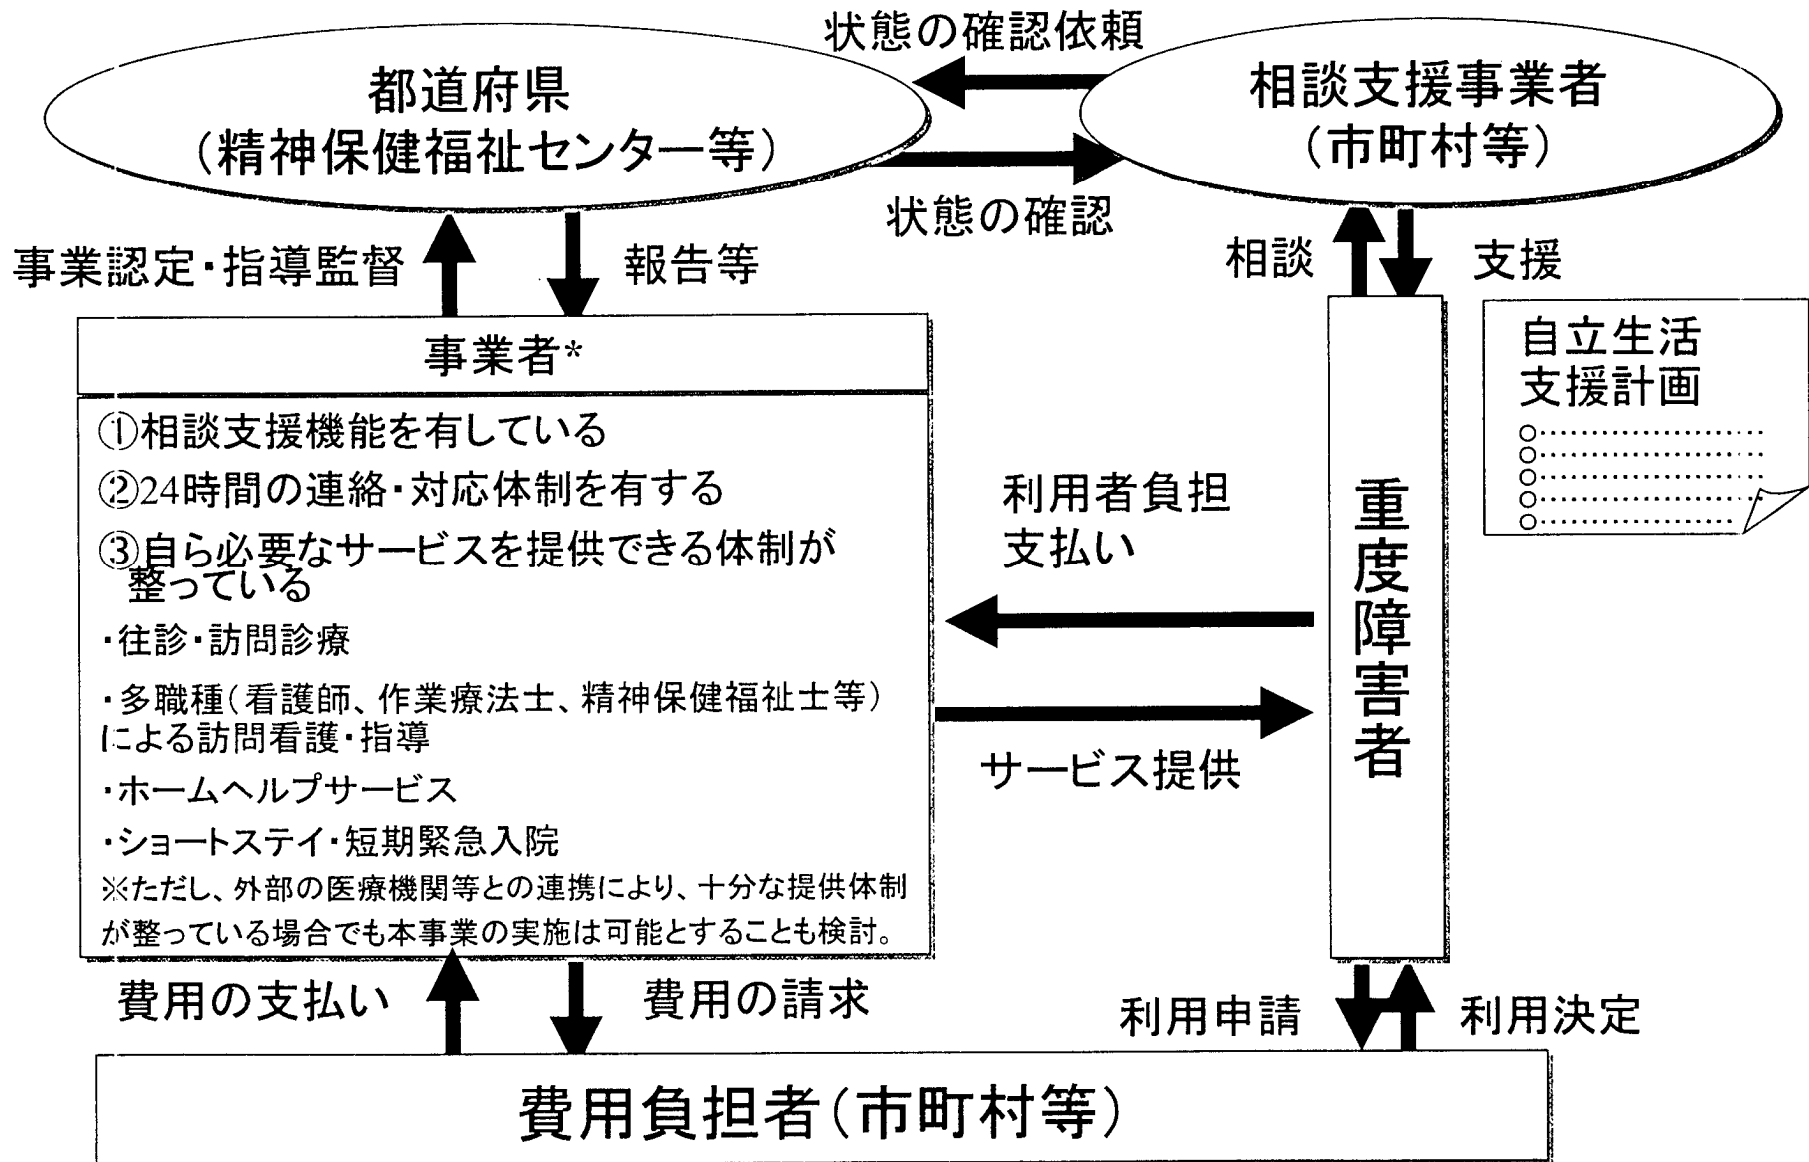 状態の確認依頼
都道府県
（精神保健福祉センター等）
相談支援事業者
（市町村等）
状態の確認
事業認定・指導監督
報告等
相談
支援
事業者*
①相談支援機能を有している
②24時間の連絡・対応体制を有する
③自ら必要なサービスを提供できる体制が
整っている
・往診・訪問診療
・多職種（看護師、作業療法士、精神保健福祉士等）
による訪問看護・指導
・ホームヘルプサービス
・ショートステイ・短期緊急入院
※ただし、外部の医療機関等との連携により、十分な提供体制
が整っている場合でも本事業の実施は可能とすることも検討。
利用者負担
支払い
サービス提供
重度障害者
自立生活
支援計画
費用の支払い
費用の請求
利用申請
利用決定
費用負担者（市町村等）